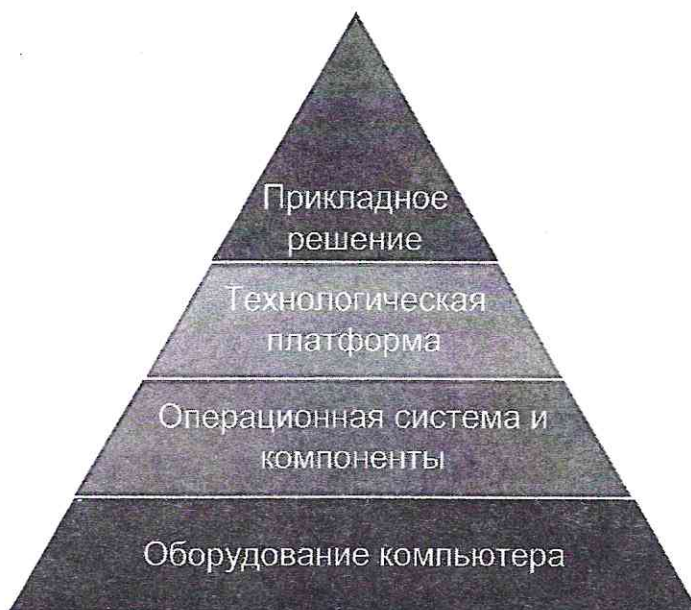 Прикладное
решение
Технологическая
платформа
Операционная система и
компоненты
Оборудование компьютера